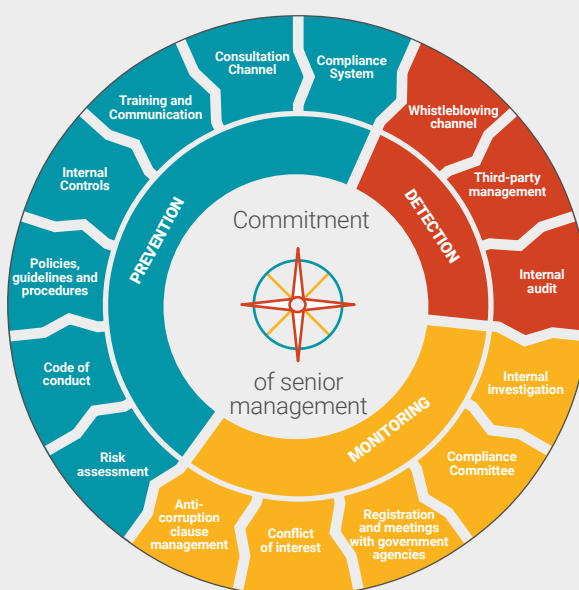 Consultation
Channel
Compliance
System
Whistleblowing
channel
Third-party
management
Internal
audit
Internal
investigation
Compliance
Committee
Registration
and meetings
with government
agencies
Conflict
of interest
Anti-
corruption
clause
management
Risk
assessment
Code of
conduct
Policies,
guidelines and
procedures
Internal
Controls
Training and
Communication
PREVENTION
DETECTION
MONITORING
Commitment
of senior
management